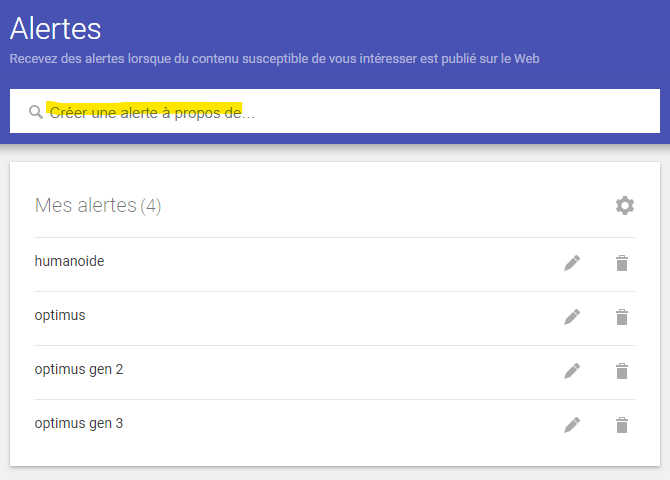 Alertes
Recevez des alertes lorsque du contenu susceptible de vous intéresser est publié sur le Web
Créer une alerte à propos de…
Mes alertes (4)
humanoide
optimus
optimus gen 2
optimus gen 3